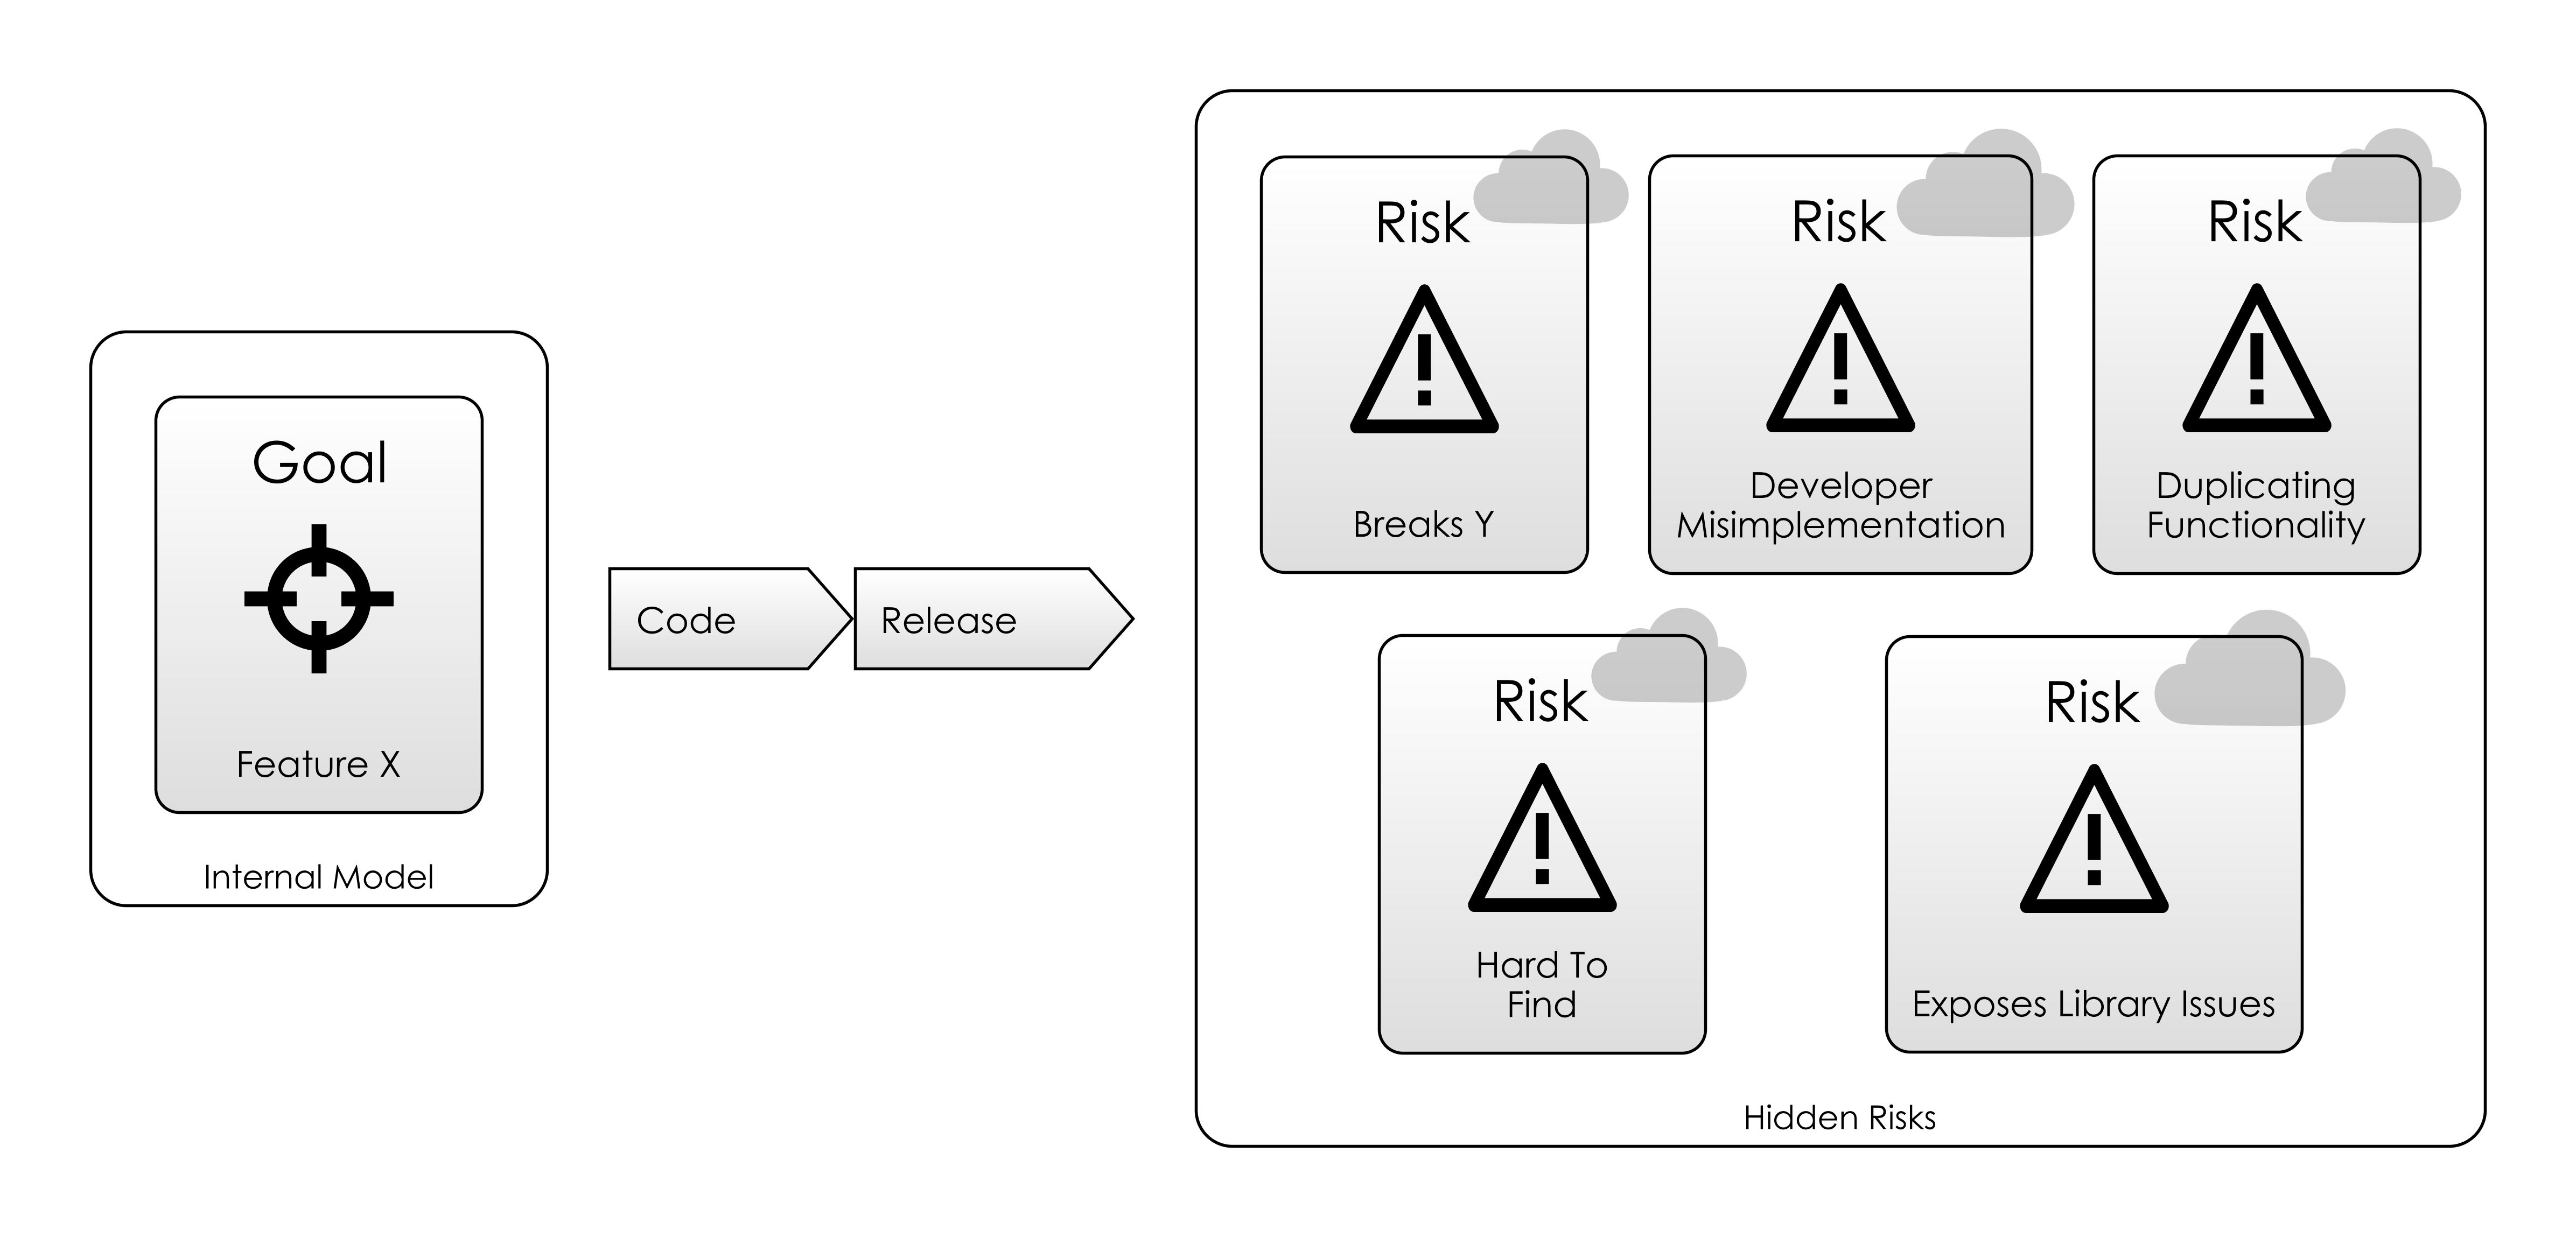 Goal
Feature X
Internal Model
Code
Release
Risk
Breaks Y
Risk
Developer
Misimplementation
Risk
Duplicating
Functionality
Risk
Hard To
Find
Risk
Exposes Library Issues
Hidden Risks